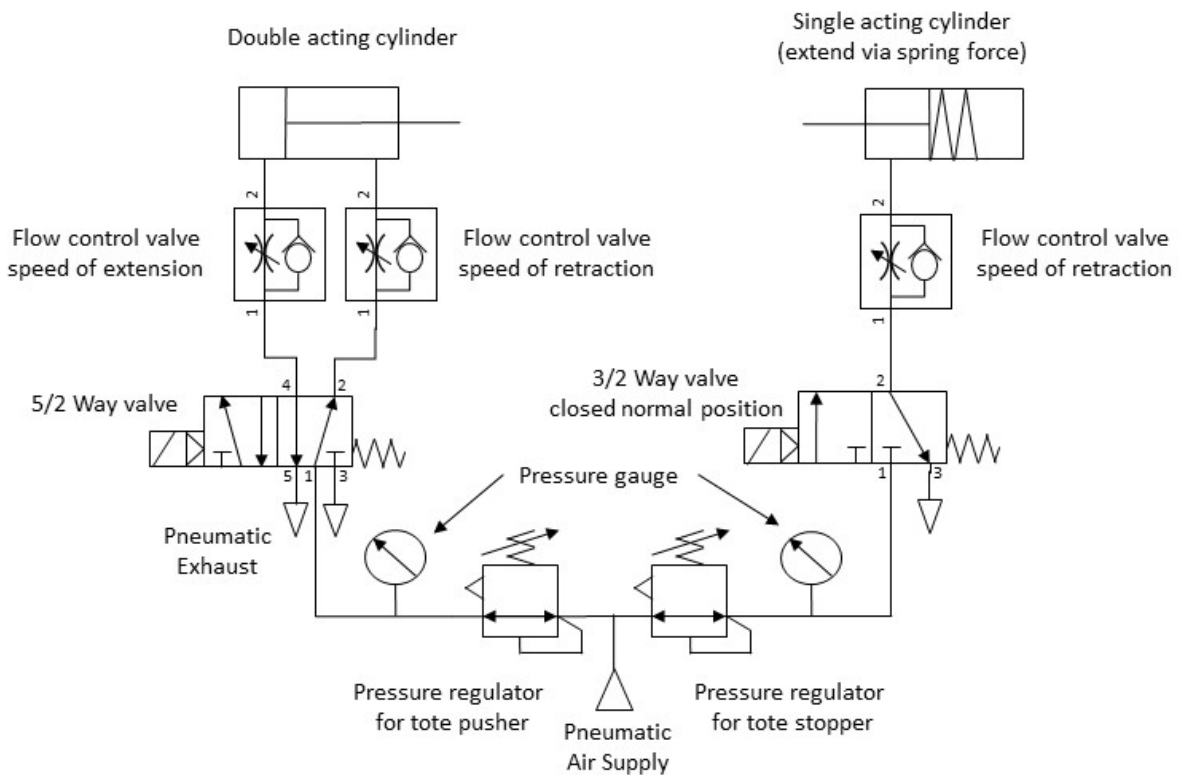 Double acting cylinder
Single acting cylinder
(extend via spring force)
2
2
2
Flow control valve
speed of extension
Flow control valve
speed of retraction
Flow control valve
speed of retraction
1
1
1
4
2
2
5/2 Way valve
3/2 Way valve
closed normal position
5
1
3
1
3
Pressure gauge
Pneumatic
Exhaust
Pressure regulator
for tote pusher
Pressure regulator
for tote stopper
Pneumatic
Air Supply